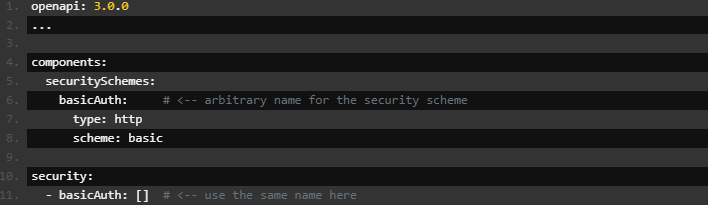 1. openapi: 3.0.0
2. ...
3.
4. components:
5.   securitySchemes:
6.     basicAuth:     # <-- arbitrary name for the security scheme
7.       type: http
8.       scheme: basic
9.
10. security:
11.   - basicAuth: []  # <-- use the same name here